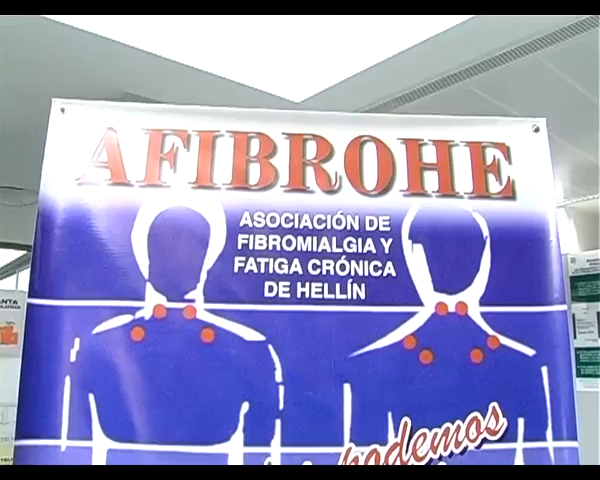 AFIBROHE
ASOCIACIÓN DE
FIBROMIALGIA Y
FATIGA CRÓNICA
DE HELLÍN
podemos